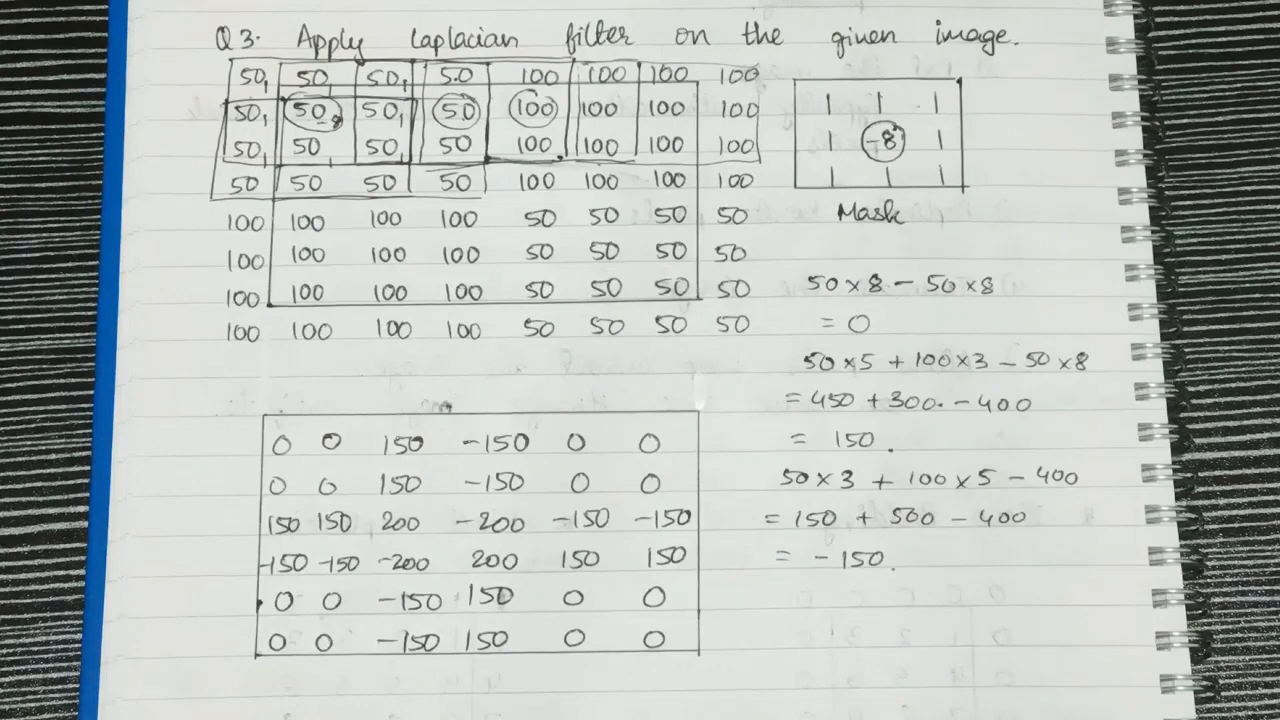 Q3. Apply Laplacian filter on the given image.
50, 50, 50, 50 100 100 100 100
50, 50, 50, 50 100 100 100 100
50, 50, 50, 50 100 100 100 100
50 50 50 50 100 100 100 100
100 100 100 100 50 50 50 50
100 100 100 100 50 50 50 50
100 100 100 100 50 50 50 50
100 100 100 100 50 50 50 50
1 1 1
1 -8 1
1 1 1
Mask
50 × 8 - 50 × 8
= 0
50 × 5 + 100 × 3 - 50 × 8
= 450 + 300. - 400
= 150.
50 × 3 + 100 × 5 - 400
= 150 + 500 - 400
= - 150.
0 0 150 -150 0 0
0 0 150 -150 0 0
150 150 200 -200 -150 -150
-150 -150 -200 200 150 150
0 0 -150 150 0 0
0 0 -150 150 0 0